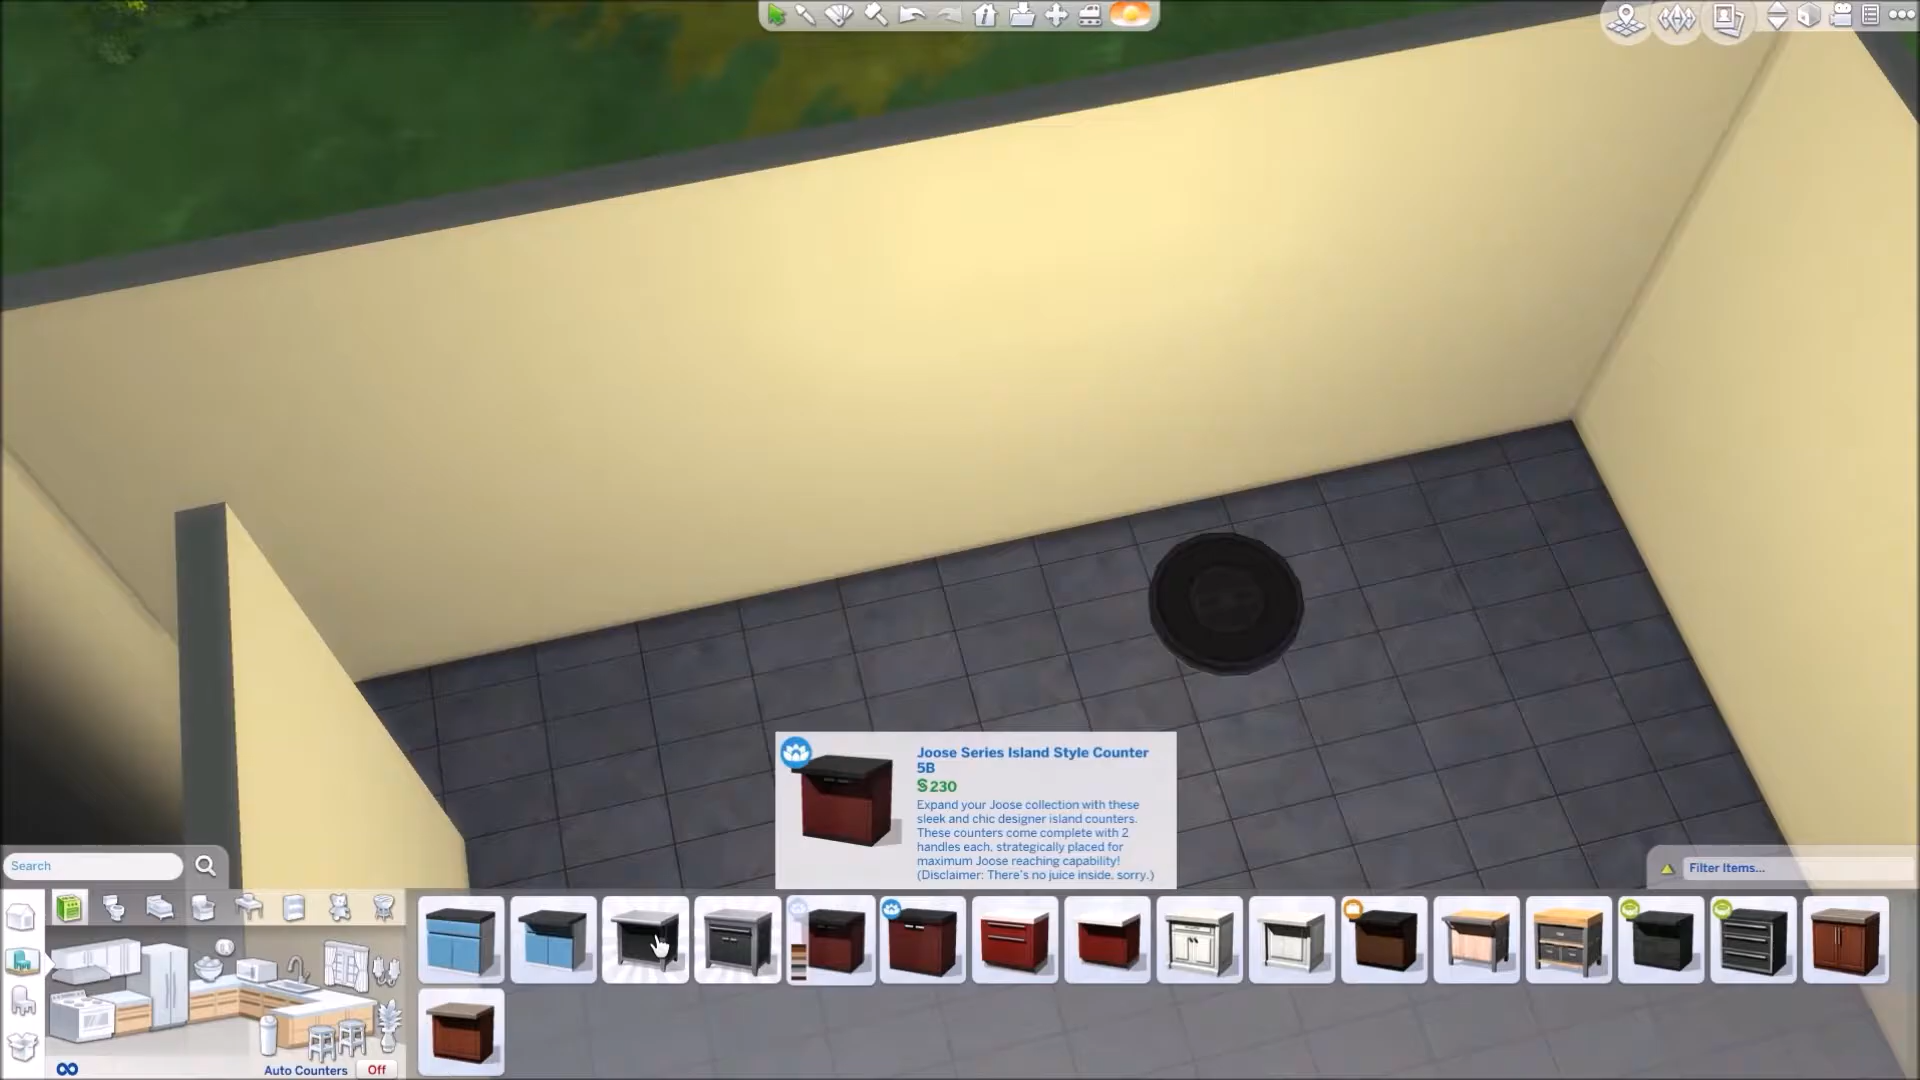 Joose Series Island Style Counter
5B
§230
Expand your Joose collection with these
sleek and chic designer island counters.
These counters come complete with 2
handles each, strategically placed for
maximum Joose reaching capability!
(Disclaimer: There's no juice inside, sorry.)
Search
Filter Items...
Auto Counters Off